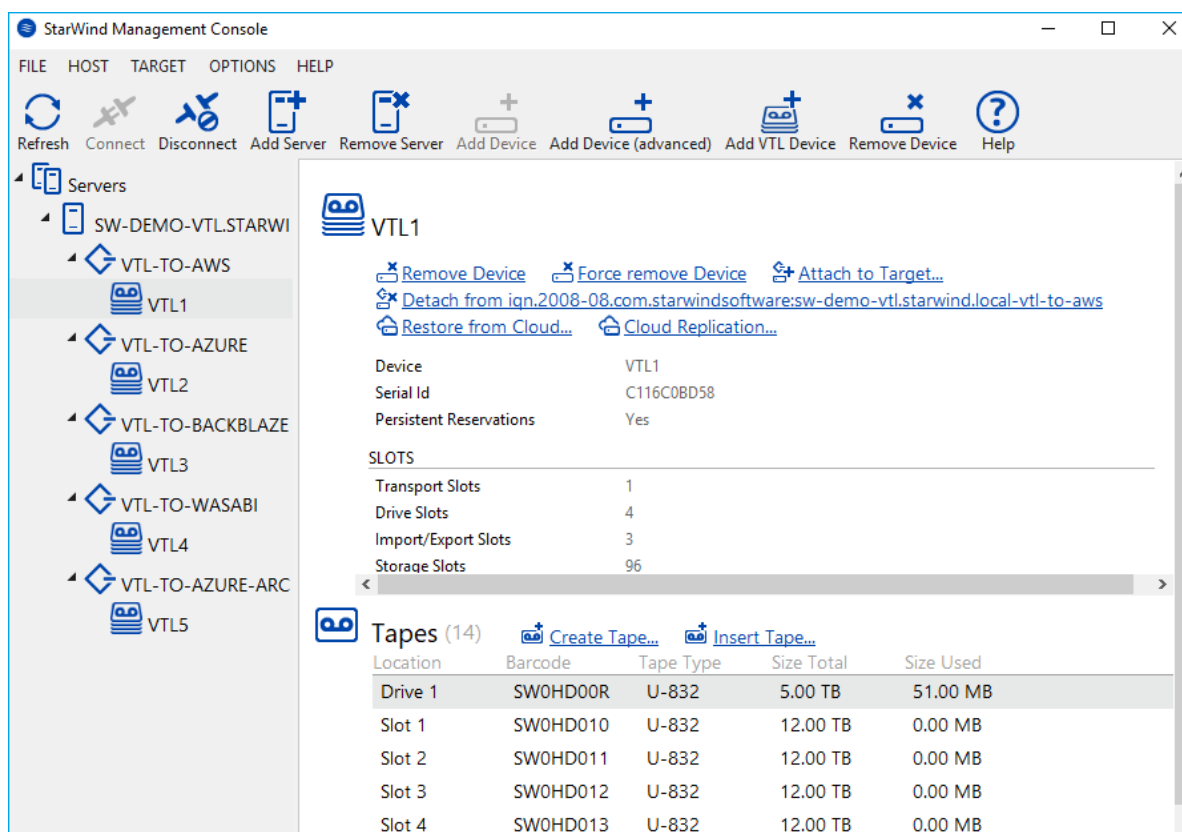 StarWind Management Console
FILE HOST TARGET OPTIONS HELP
Refresh Connect Disconnect Add Server Remove Server Add Device Add Device (advanced) Add VTL Device Remove Device Help
Servers
SW-DEMO-VTL.STARWI
VTL-TO-AWS
VTL1
VTL-TO-AZURE
VTL2
VTL-TO-BACKBLAZE
VTL3
VTL-TO-WASABI
VTL4
VTL-TO-AZURE-ARC
VTL5
VTL1
Remove Device Force remove Device Attach to Target...
Detach from iqn.2008-08.com.starwindsoftware:sw-demo-vtl.starwind.local-vtl-to-aws
Restore from Cloud... Cloud Replication...
Device VTL1
Serial Id C116C0BD58
Persistent Reservations Yes
SLOTS
Transport Slots 1
Drive Slots 4
Import/Export Slots 3
Storage Slots 96
Tapes (14) Create Tape... Insert Tape...
Location Barcode Tape Type Size Total Size Used
Drive 1 SW0HD00R U-832 5.00 TB 51.00 MB
Slot 1 SW0HD010 U-832 12.00 TB 0.00 MB
Slot 2 SW0HD011 U-832 12.00 TB 0.00 MB
Slot 3 SW0HD012 U-832 12.00 TB 0.00 MB
Slot 4 SW0HD013 U-832 12.00 TB 0.00 MB